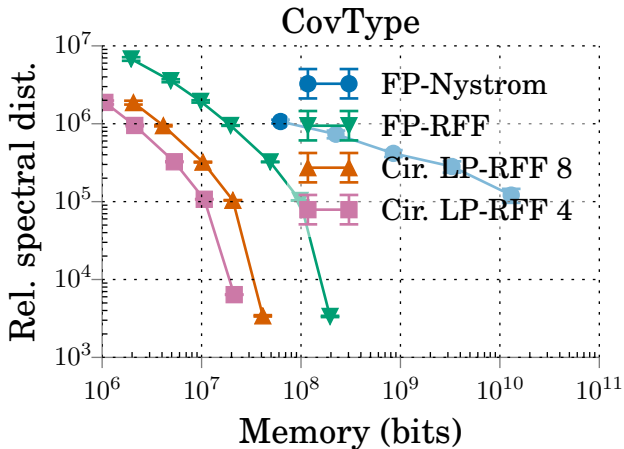 CovType
Rel. spectral dist.
10^7
10^6
10^5
10^4
10^3
FP-Nystrom
FP-RFF
Cir. LP-RFF 8
Cir. LP-RFF 4
10^6 10^7 10^8 10^9 10^10 10^11
Memory (bits)